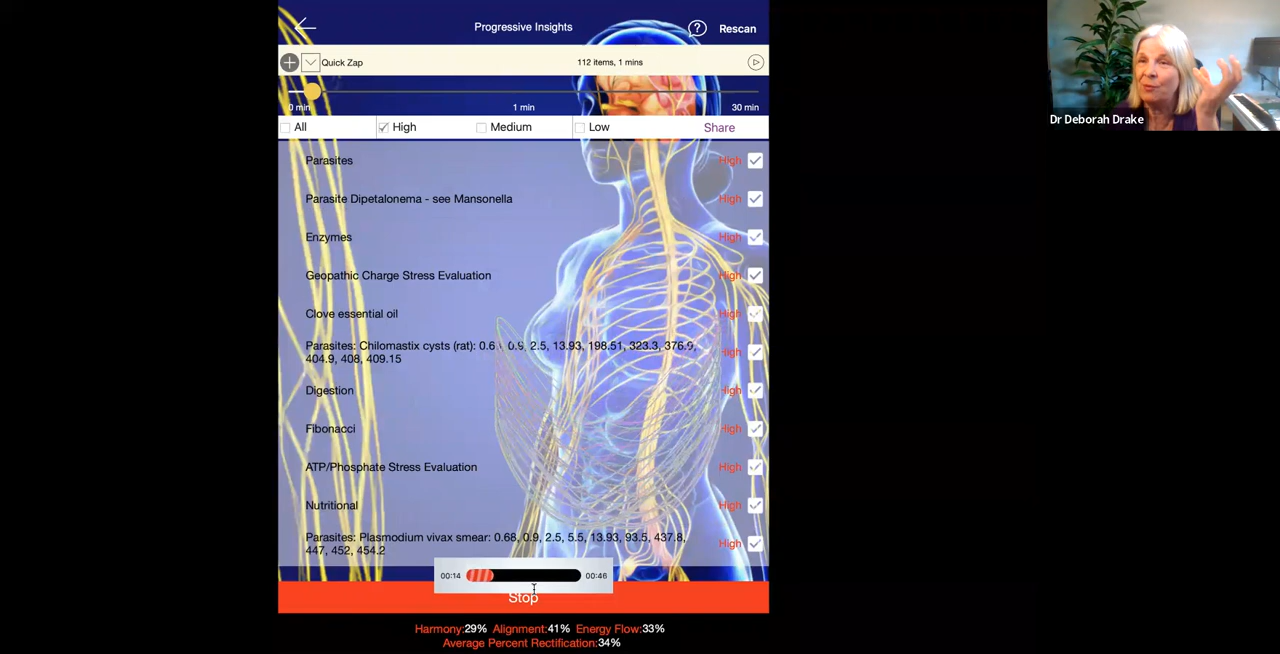 Progressive Insights
Rescan
Quick Zap
112 items, 1 mins
0 min
1 min
30 min
All
High
Medium
Low
Share
Parasites High
Parasite Dipetalonema - see Mansonella High
Enzymes High
Geopathic Charge Stress Evaluation High
Clove essential oil High
Parasites: Chilomastix cysts (rat): 0.6, 0.9, 2.5, 13.93, 198.51, 323.3, 376.9,
404.9, 408, 409.15
High
Digestion High
Fibonacci High
ATP/Phosphate Stress Evaluation High
Nutritional High
Parasites: Plasmodium vivax smear: 0.68, 0.9, 2.5, 5.5, 13.93, 93.5, 437.8,
447, 452, 454.2
High
00:14
00:46
Stop
Harmony:29% Alignment:41% Energy Flow:33%
Average Percent Rectification:34%
Dr Deborah Drake